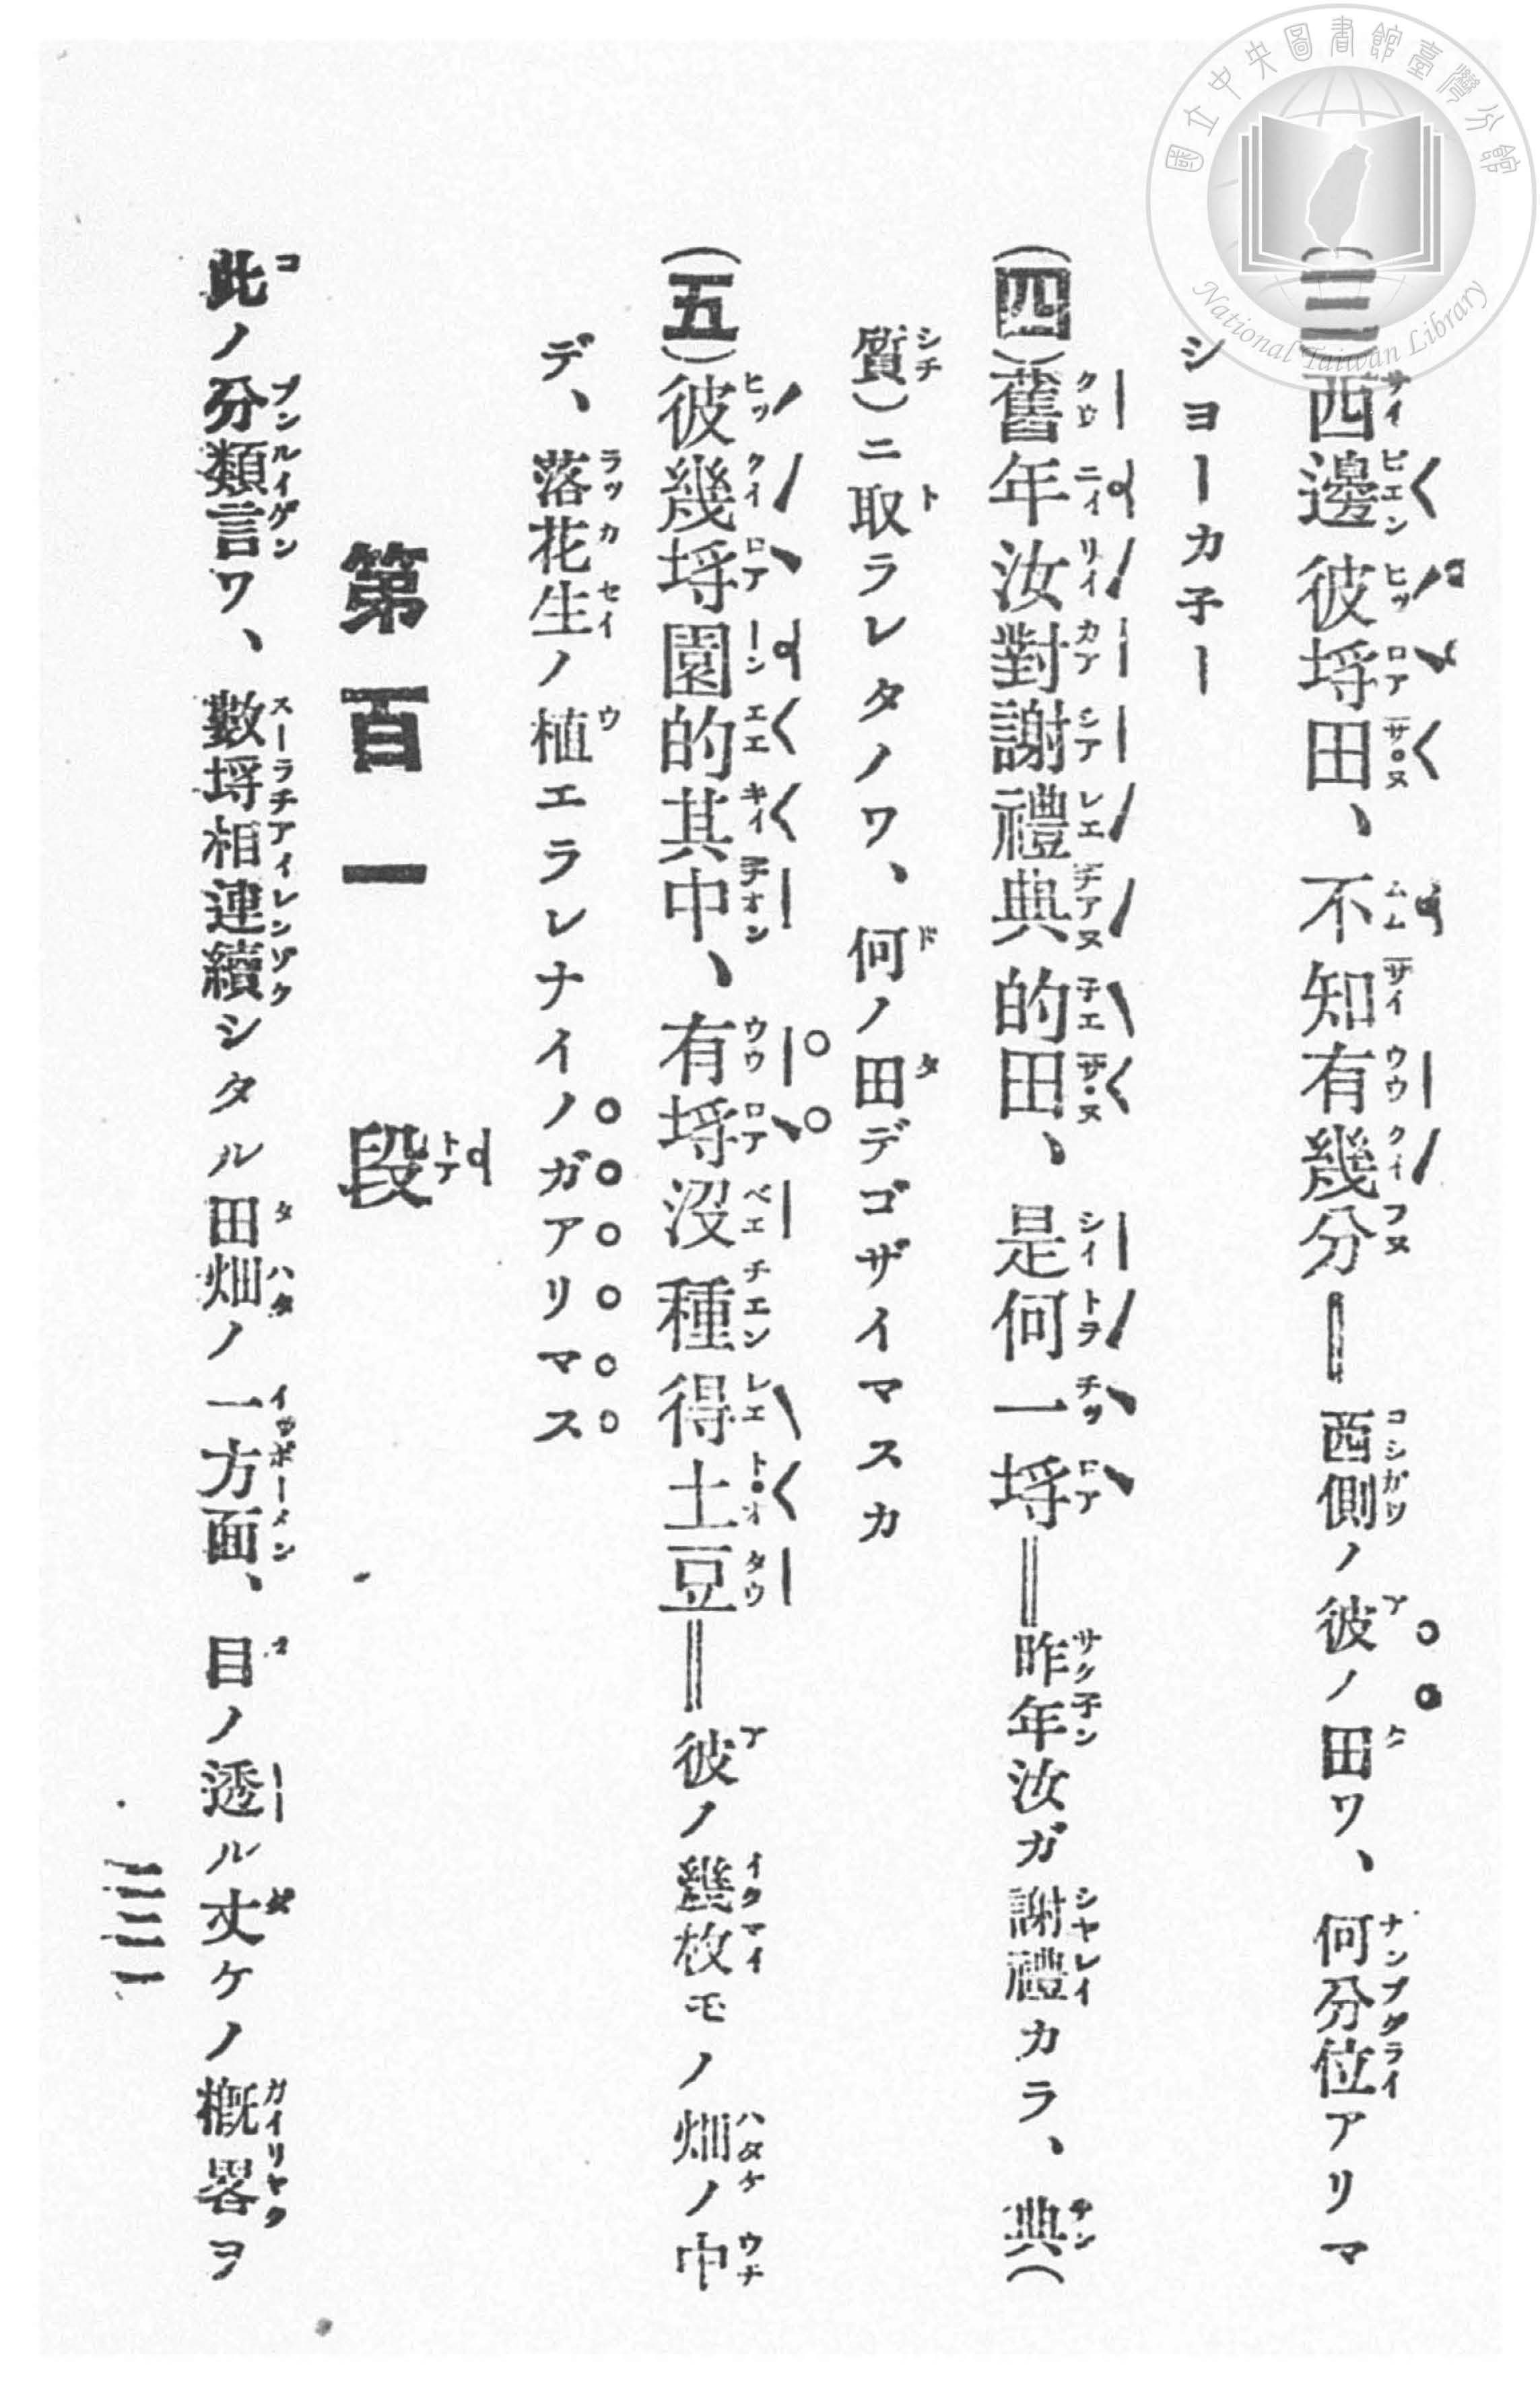 (三)西邊彼埒田、不知有幾分‖西側ノ彼ノ田ワ、何分位アリマ
シヨーカ子ー
(四)舊年汝對謝禮典的田、是何一埒‖昨年汝ガ謝禮カラ、典(
質)ニ取ラレタノワ、何ノ田デゴザイマスカ
(五)彼幾埒園的其中、有埒沒種得土豆‖彼ノ幾枚モノ畑ノ中
デ、落花生ノ植エラレナイノガアリマス
第百一 段
此ノ分類言ワ、數埒相連續シタル田畑ノ一方面、目ノ透ル丈ケノ槪畧ヲ
三二一
國立中央圖書館臺灣分館
National Taiwan Library